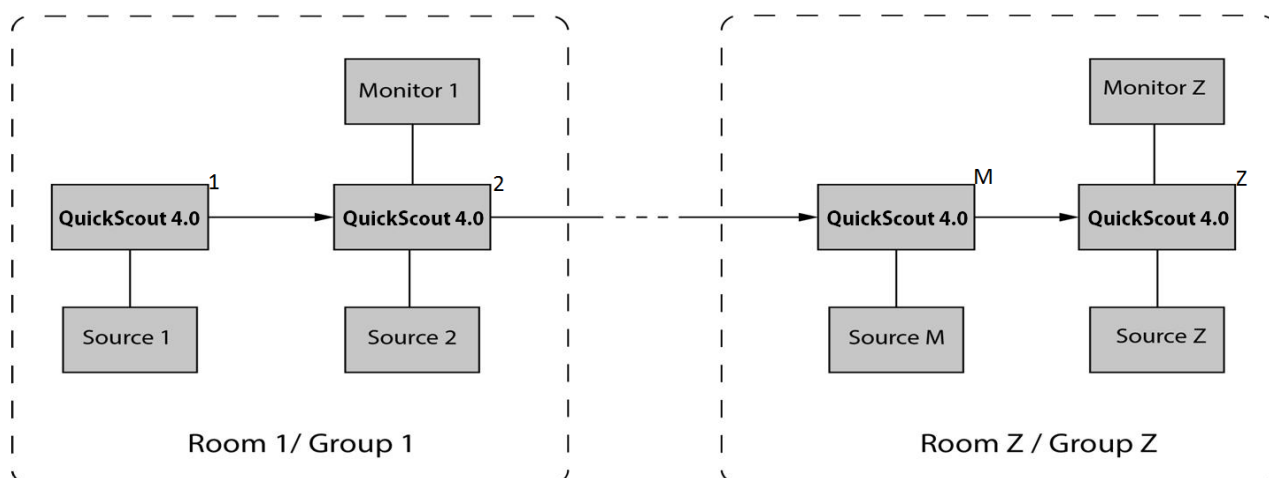 Monitor 1
Monitor Z
1
2
M
Z
QuickScout 4.0
QuickScout 4.0
QuickScout 4.0
QuickScout 4.0
Source 1
Source 2
Source M
Source Z
Room 1/ Group 1
Room Z / Group Z